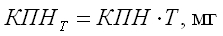 КПН_Т = КПН · Т, мг